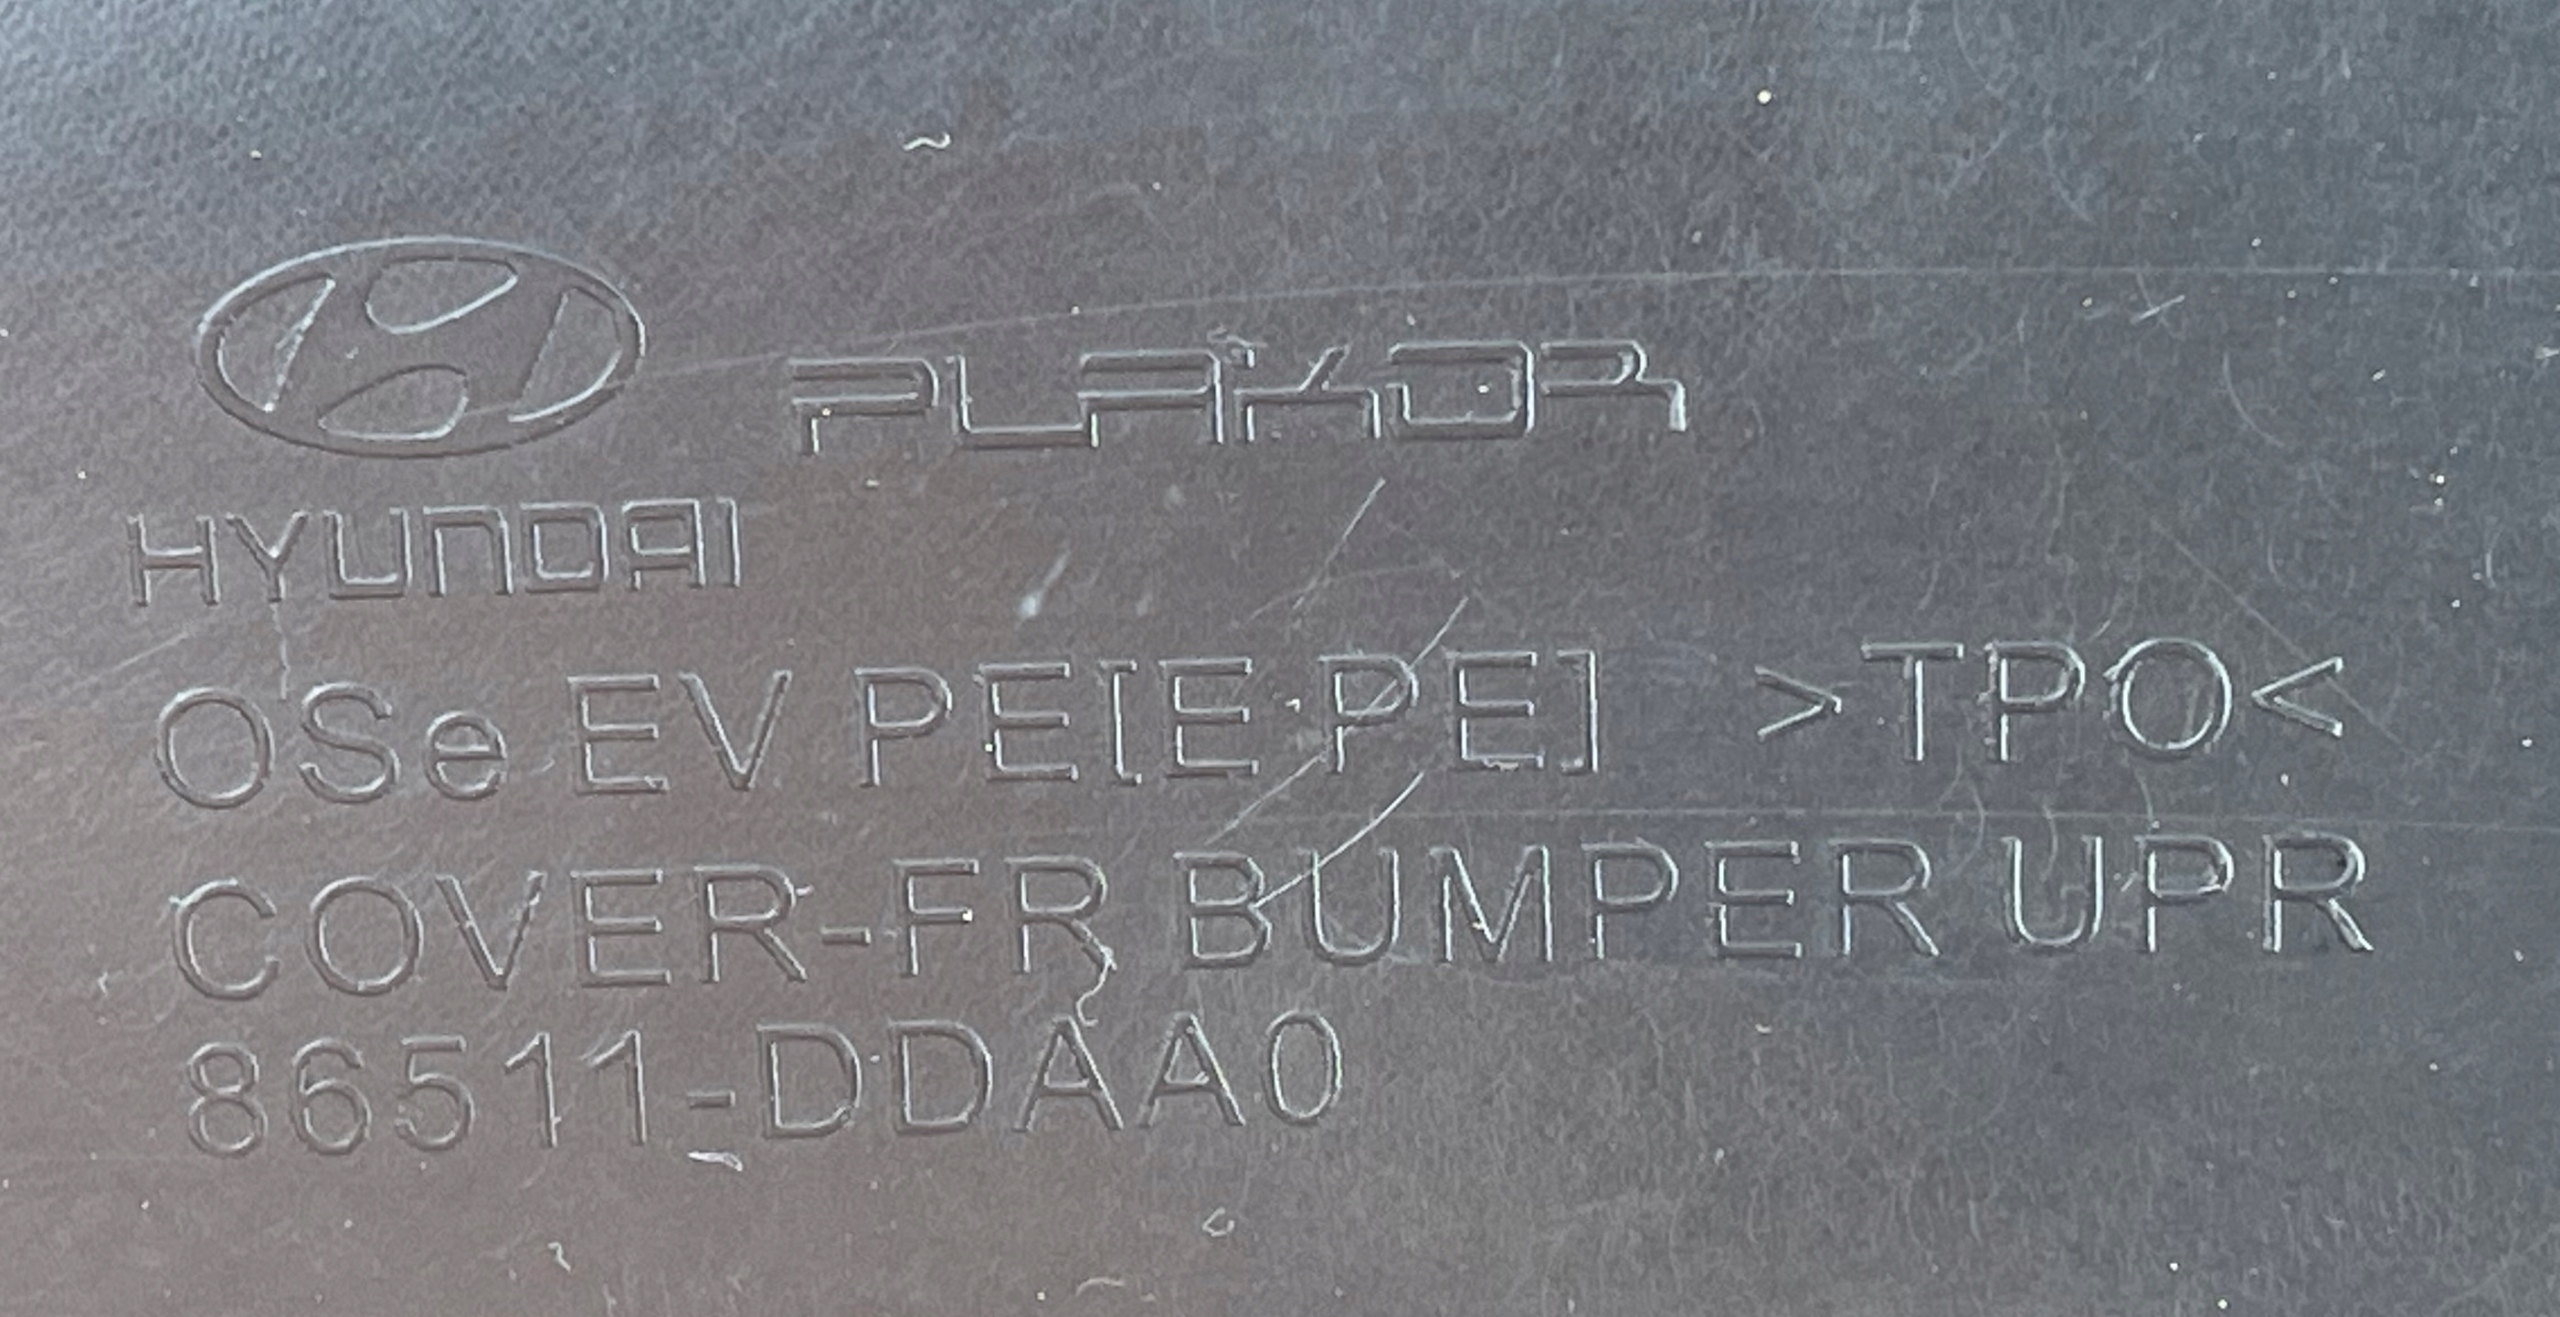 PLAKOR
HYUNDAI
OSe EV PE[E PE] >TPO<
COVER-FR BUMPER UPR
86511-DDAA0